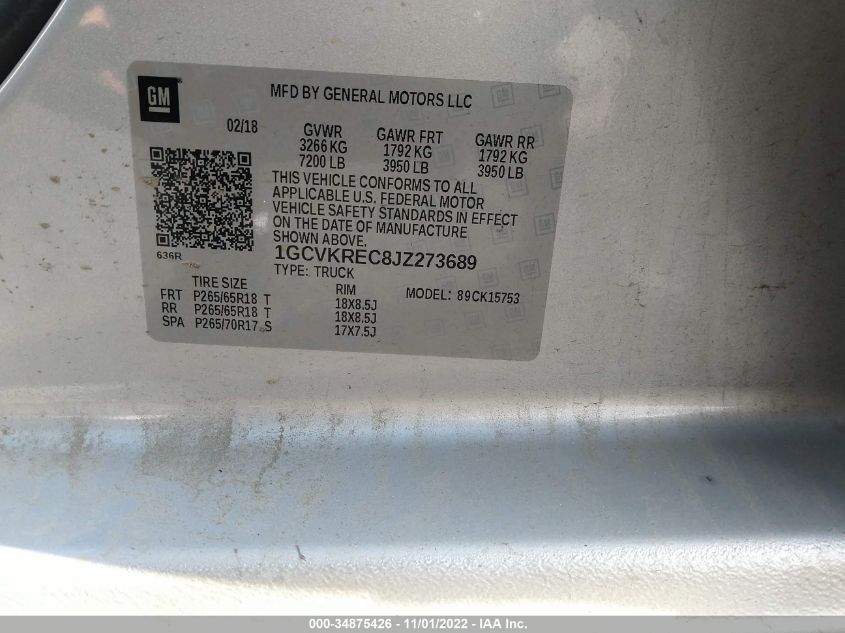 GM
MFD BY GENERAL MOTORS LLC
02/18
GVWR GAWR FRT GAWR RR
3266 KG 1792 KG 1792 KG
7200 LB 3950 LB 3950 LB
THIS VEHICLE CONFORMS TO ALL
APPLICABLE U.S. FEDERAL MOTOR
VEHICLE SAFETY STANDARDS IN EFFECT
ON THE DATE OF MANUFACTURE
SHOWN ABOVE.
636R
1GCVKREC8JZ273689
TYPE: TRUCK
TIRE SIZE RIM MODEL: 89CK15753
FRT P265/65R18 T 18X8.5J
RR P265/65R18 T 18X8.5J
SPA P265/70R17 S 17X7.5J
000-34875426 - 11/01/2022 - IAA Inc.